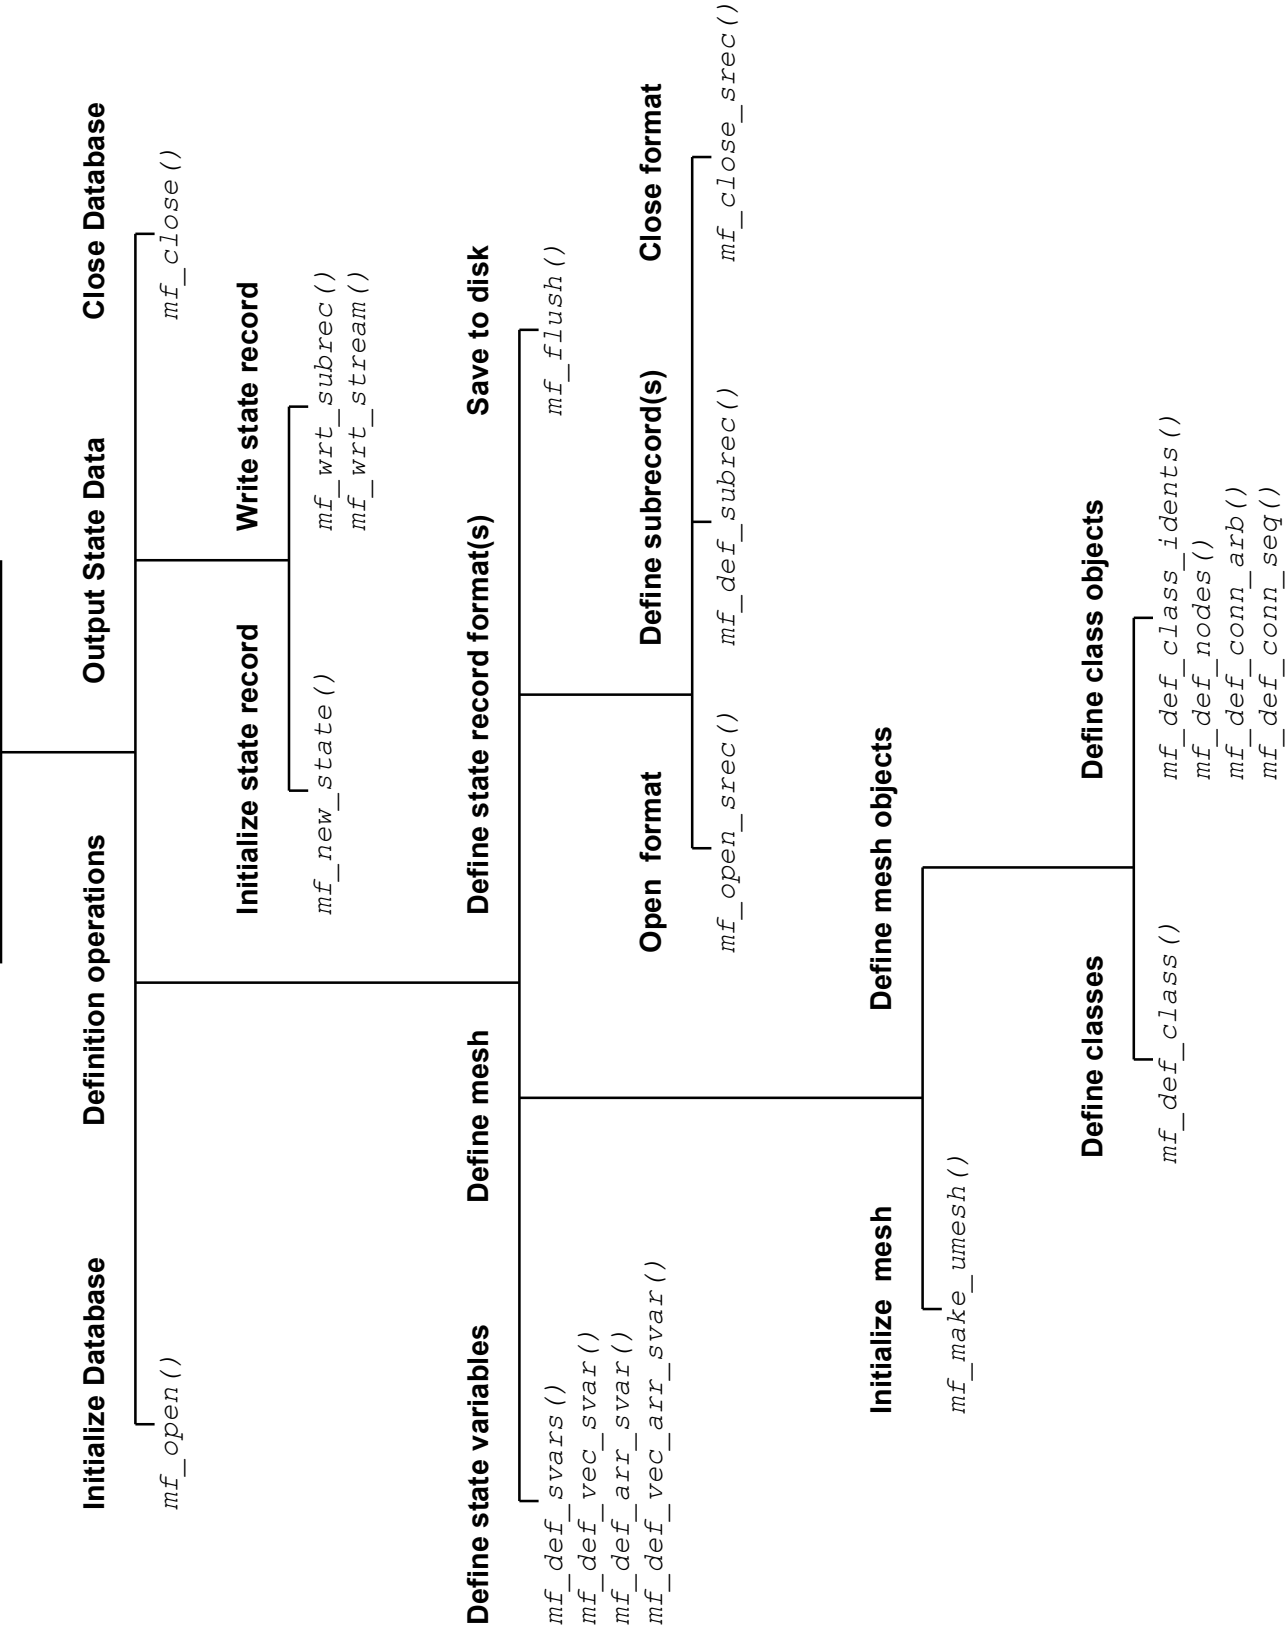 Initialize Database
Definition operations
Output State Data
Close Database
mf_open()
mf_close()
Initialize state record
Write state record
mf_new_state()
mf_wrt_subrec()
mf_wrt_stream()
Define state variables
Define mesh
Define state record format(s)
Save to disk
mf_def_svars()
mf_def_vec_svar()
mf_def_arr_svar()
mf_def_vec_arr_svar()
mf_flush()
Open format
Define subrecord(s)
Close format
mf_open_srec()
mf_def_subrec()
mf_close_srec()
Initialize mesh
Define mesh objects
mf_make_umesh()
Define classes
Define class objects
mf_def_class()
mf_def_class_idents()
mf_def_nodes()
mf_def_conn_arb()
mf_def_conn_seq()